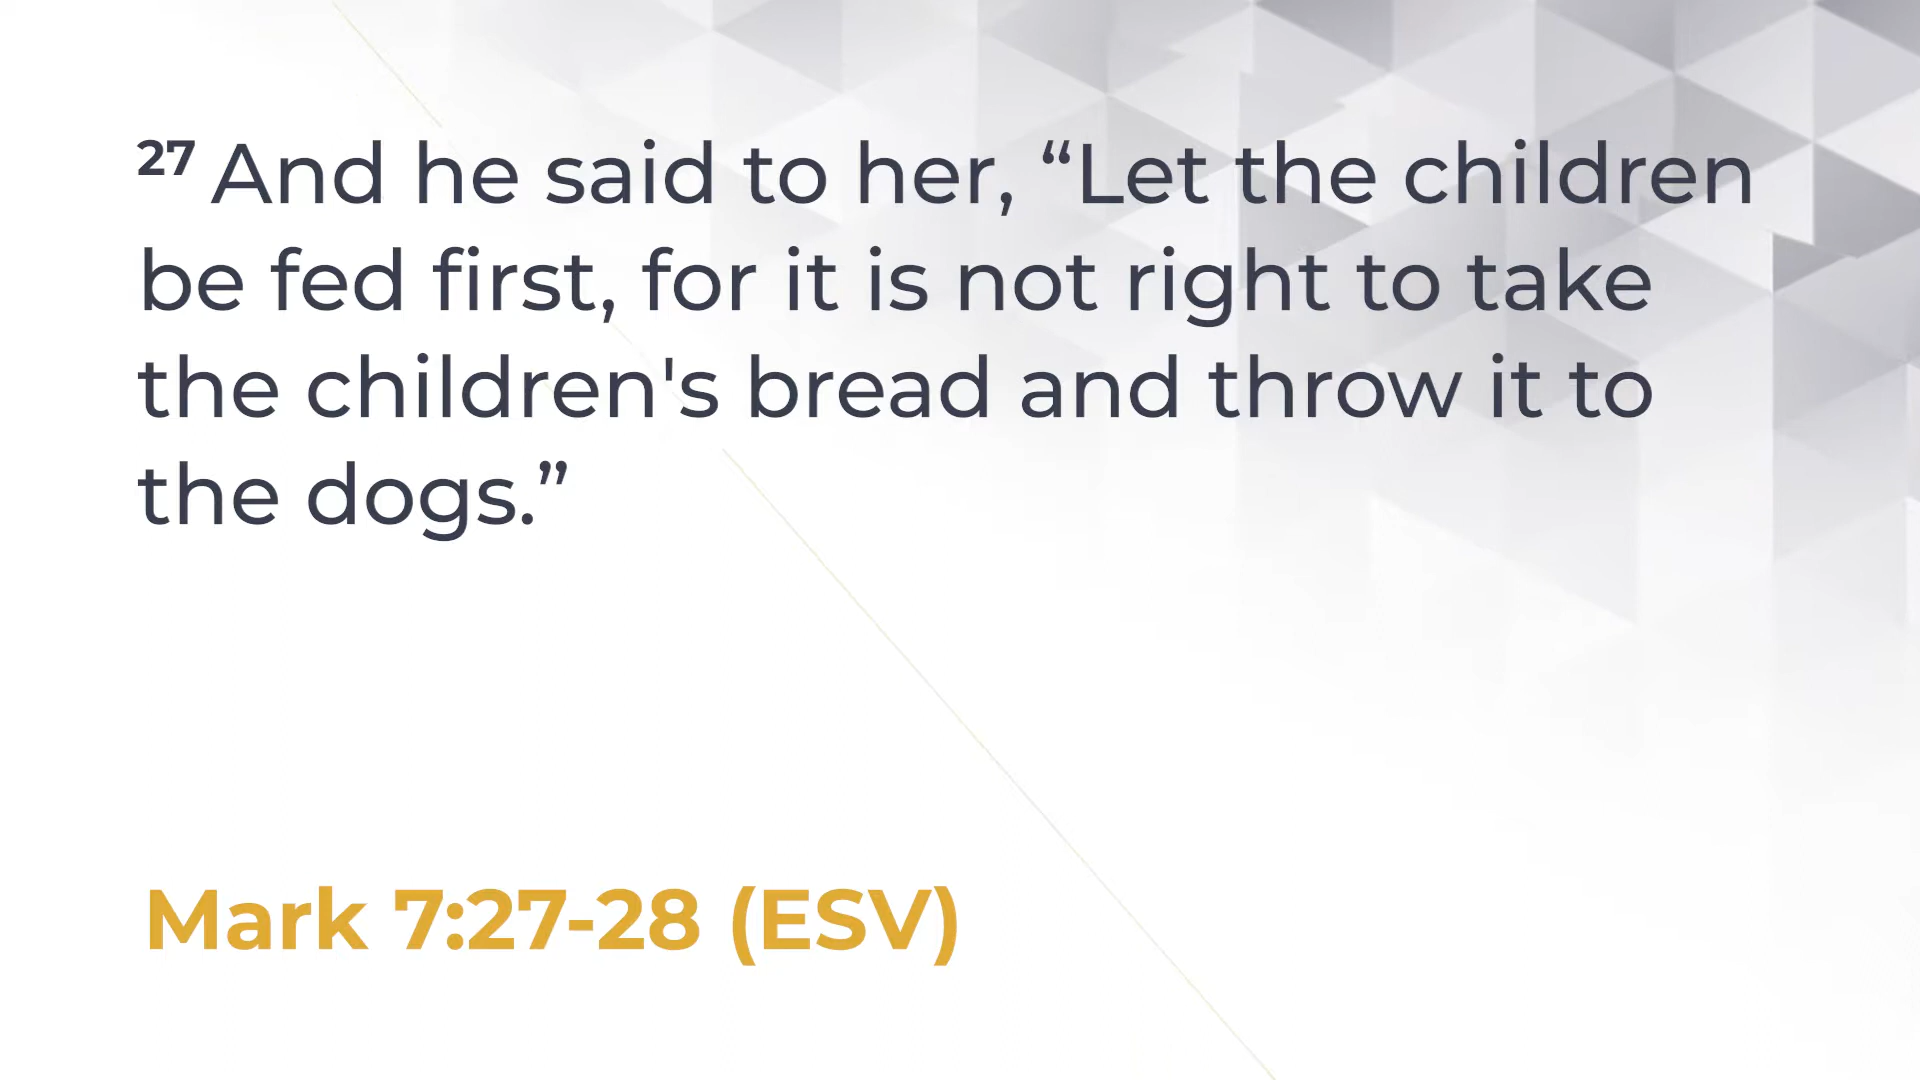 27 And he said to her, “Let the children
be fed first, for it is not right to take
the children's bread and throw it to
the dogs.”
Mark 7:27-28 (ESV)